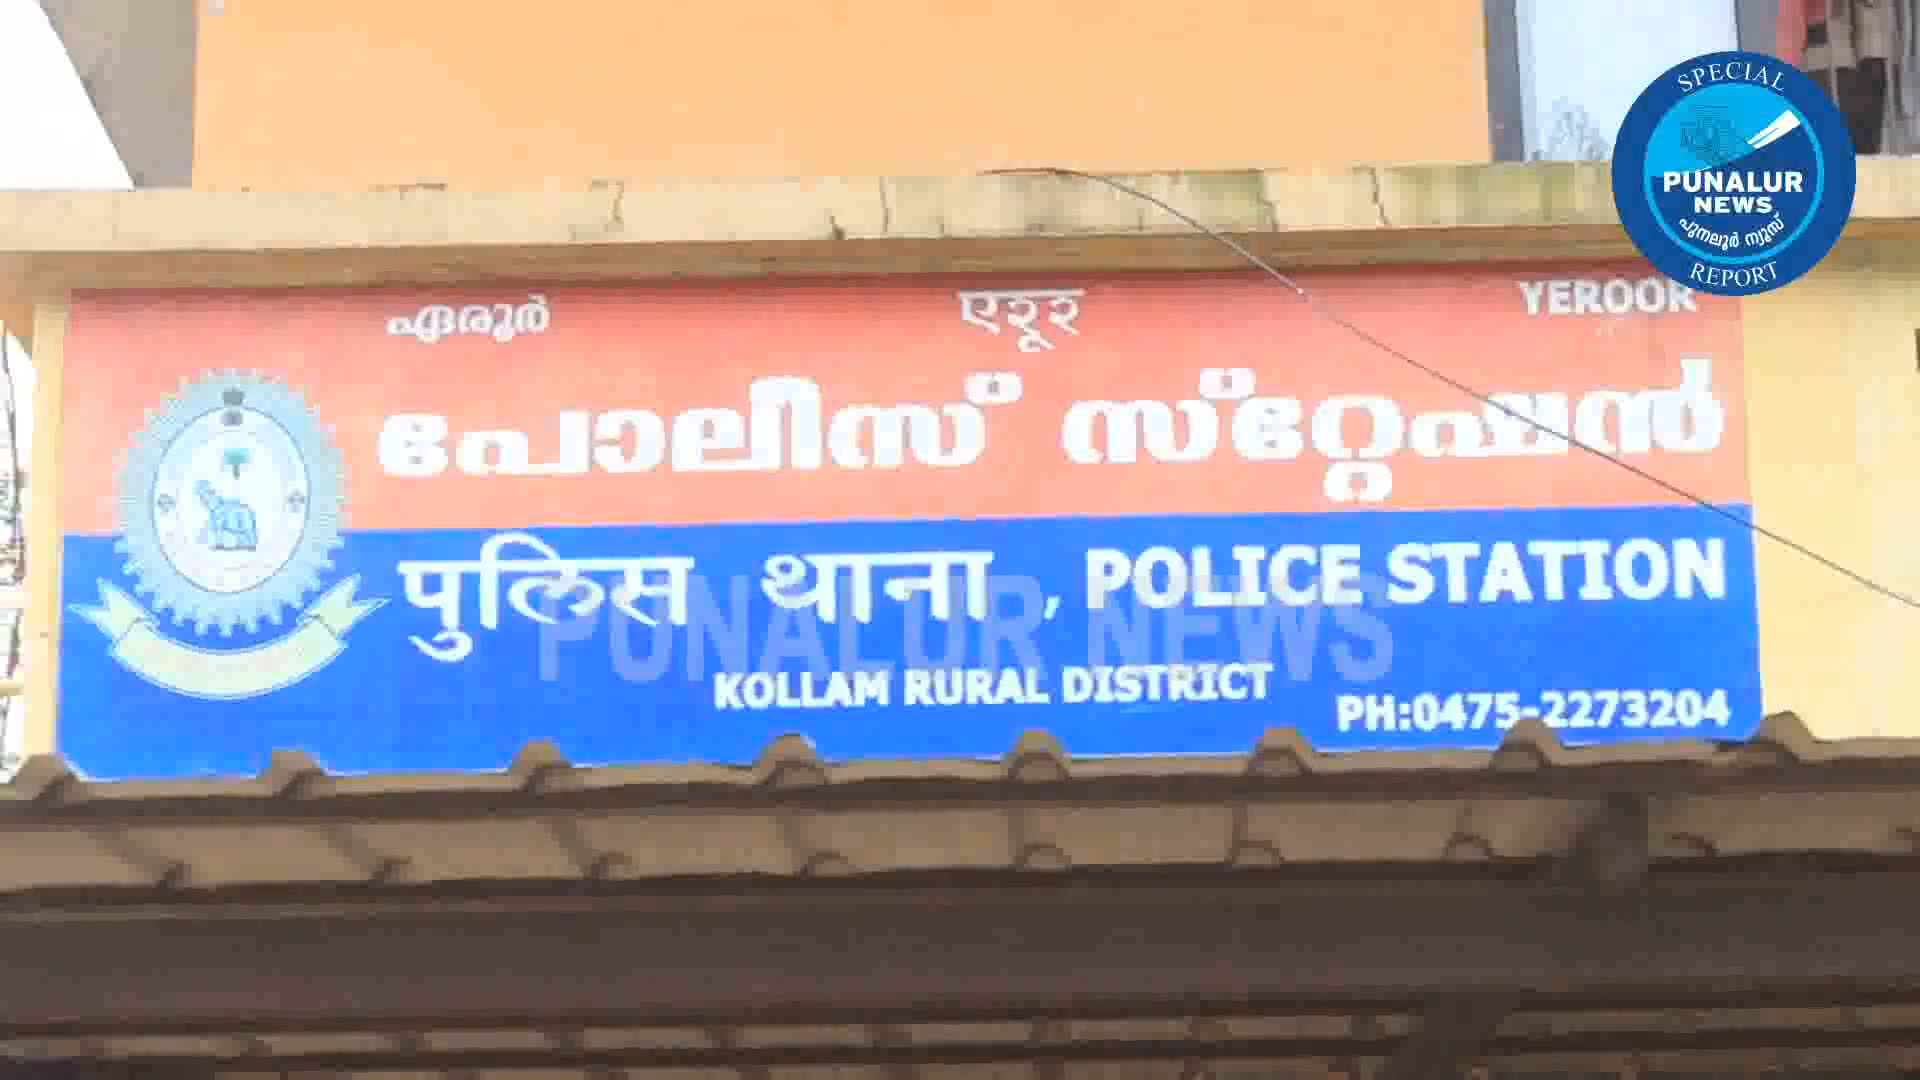 SPECIAL
PUNALUR
NEWS
പുനലൂർ ന്യൂസ്
REPORT
ഏരൂർ एरूर YEROOR
പോലീസ് സ്റ്റേഷൻ
पुलिस थाना , POLICE STATION
PUNALUR NEWS
KOLLAM RURAL DISTRICT
PH:0475-2273204